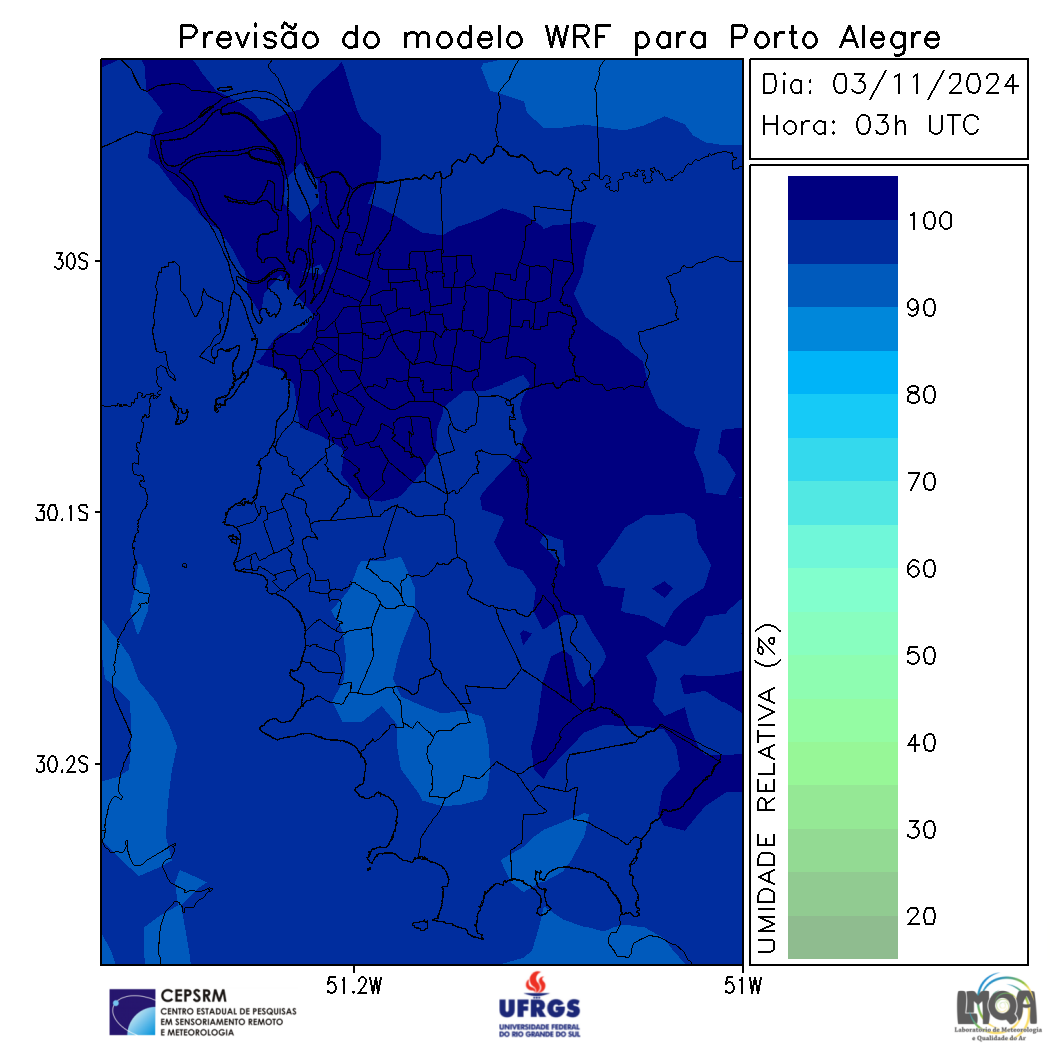 Previsão do modelo WRF para Porto Alegre
Dia: 03/11/2024
Hora: 03h UTC
100
90
80
70
60
50
40
30
20
UMIDADE RELATIVA (%)
30S
30.1S
30.2S
51.2W
51W
CEPSRM
CENTRO ESTADUAL DE PESQUISAS
EM SENSORIAMENTO REMOTO
E METEOROLOGIA
UFRGS
UNIVERSIDADE FEDERAL
DO RIO GRANDE DO SUL
LMQA
Laboratório de Meteorologia
e Qualidade do Ar